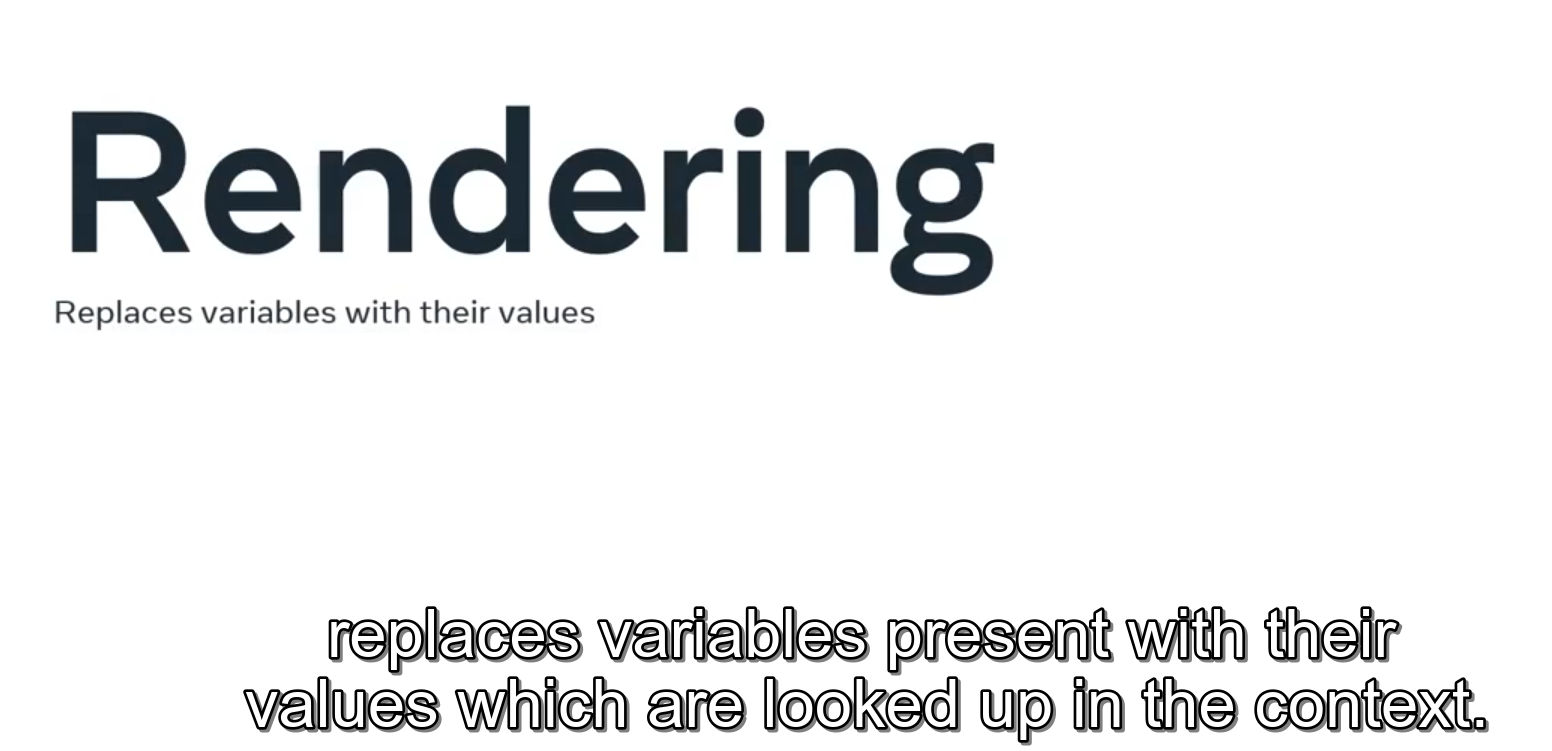 Rendering
Replaces variables with their values
replaces variables present with their
values which are looked up in the context.